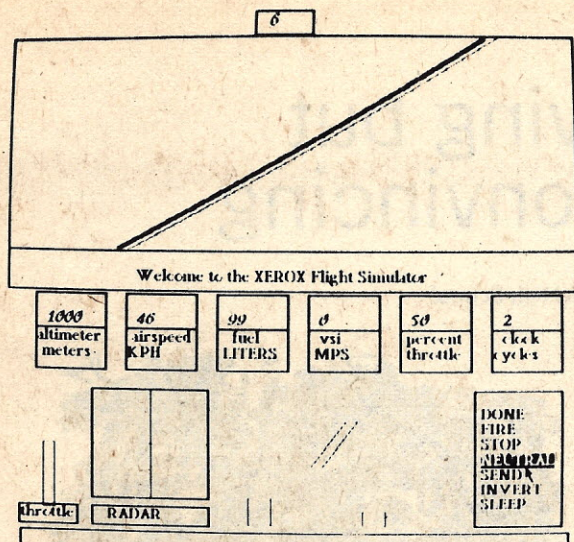 6
Welcome to the XEROX Flight Simulator
1000
altimeter
meters
46
airspeed
KPH
99
fuel
LITERS
0
vsi
MPS
50
percent
throttle
2
clock
cycles
DONE
FIRE
STOP
NEUTRAL
SEND
INVERT
SLEEP
throttle
RADAR